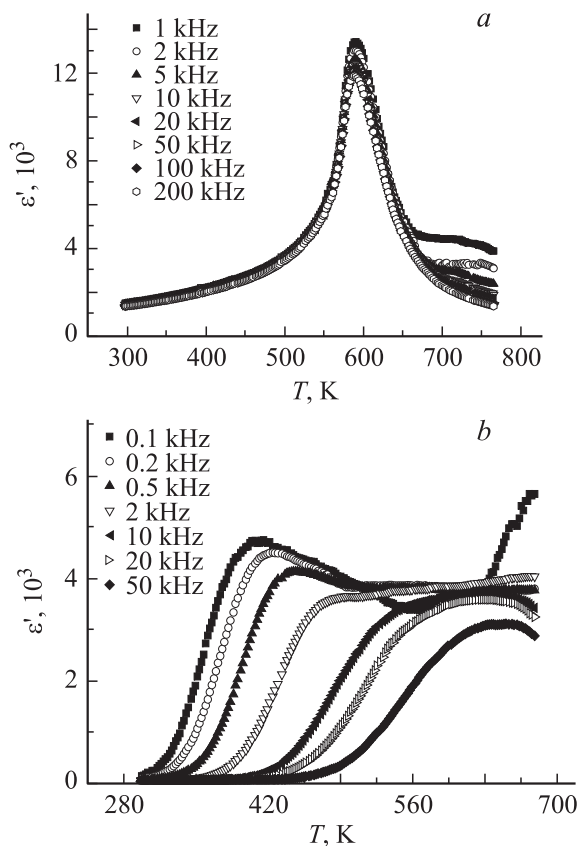 a
1 kHz
2 kHz
5 kHz
10 kHz
20 kHz
50 kHz
100 kHz
200 kHz
ε', 10³
12
8
4
0
300 400 500 600 700 800
T, K
b
0.1 kHz
0.2 kHz
0.5 kHz
2 kHz
10 kHz
20 kHz
50 kHz
ε', 10³
6
4
2
0
280 420 560 700
T, K